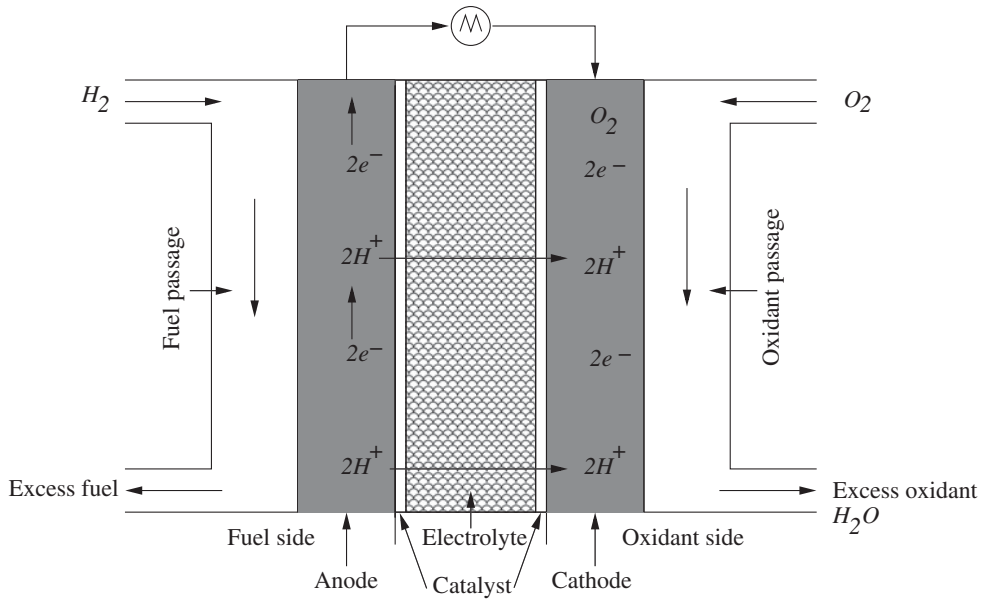 H2
O2
O2
2e−
2e−
Fuel passage
2H+
2H+
Oxidant passage
2e−
2e−
2H+
2H+
Excess fuel
Excess oxidant
H2O
Fuel side
Electrolyte
Oxidant side
Anode
Catalyst
Cathode